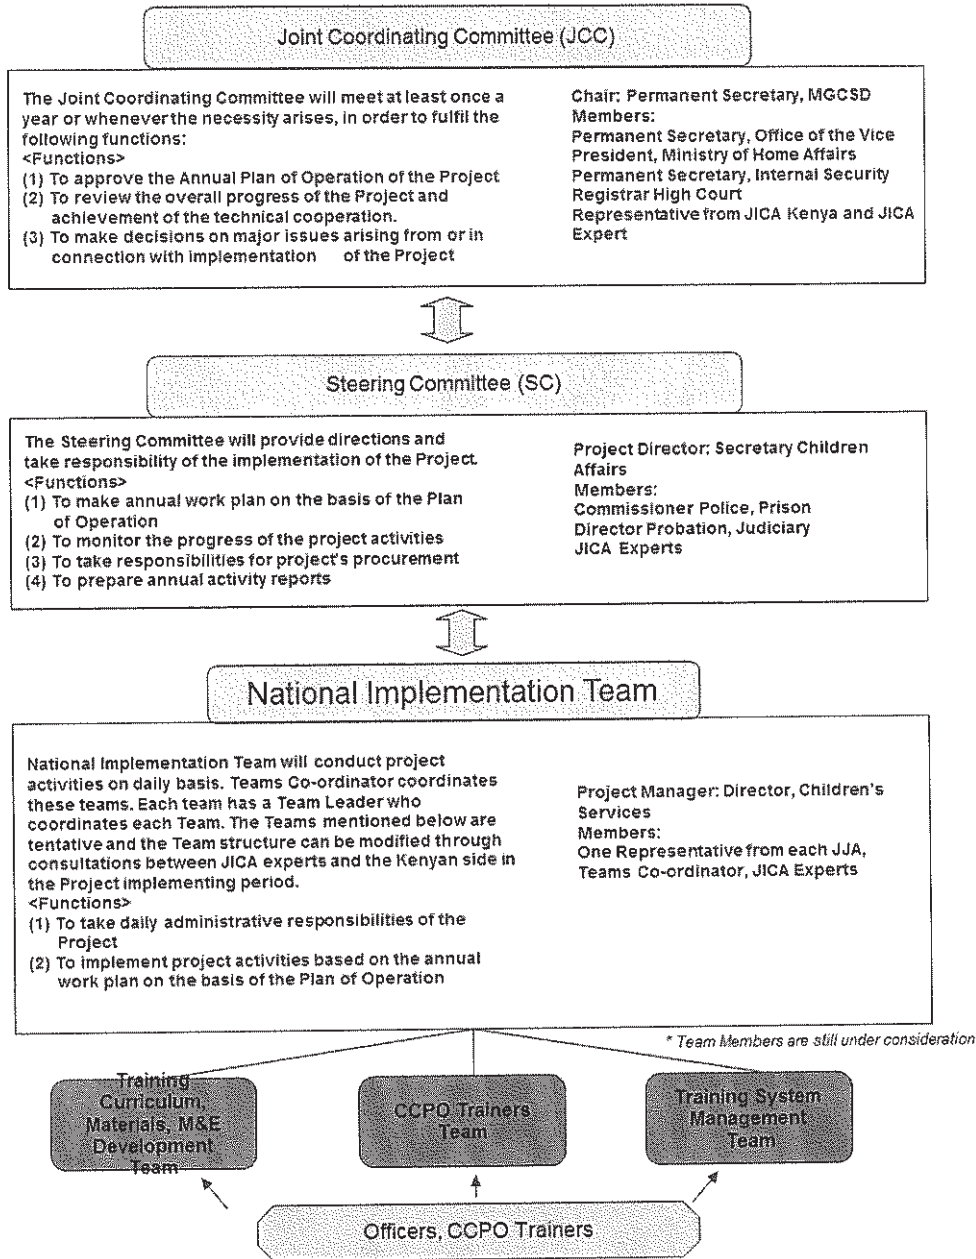 Joint Coordinating Committee (JCC)
The Joint Coordinating Committee will meet at least once a
year or whenever the necessity arises, in order to fulfil the
following functions:
<Functions>
(1) To approve the Annual Plan of Operation of the Project
(2) To review the overall progress of the Project and
achievement of the technical cooperation.
(3) To make decisions on major issues arising from or in
connection with implementation of the Project
Chair: Permanent Secretary, MGCSD
Members:
Permanent Secretary, Office of the Vice
President, Ministry of Home Affairs
Permanent Secretary, Internal Security
Registrar High Court
Representative from JICA Kenya and JICA
Expert
Steering Committee (SC)
The Steering Committee will provide directions and
take responsibility of the implementation of the Project.
<Functions>
(1) To make annual work plan on the basis of the Plan
of Operation
(2) To monitor the progress of the project activities
(3) To take responsibilities for project's procurement
(4) To prepare annual activity reports
Project Director: Secretary Children
Affairs
Members:
Commissioner Police, Prison
Director Probation, Judiciary
JICA Experts
National Implementation Team
National Implementation Team will conduct project
activities on daily basis. Teams Co-ordinator coordinates
these teams. Each team has a Team Leader who
coordinates each Team. The Teams mentioned below are
tentative and the Team structure can be modified through
consultations between JICA experts and the Kenyan side in
the Project implementing period.
<Functions>
(1) To take daily administrative responsibilities of the
Project
(2) To implement project activities based on the annual
work plan on the basis of the Plan of Operation
Project Manager: Director, Children's
Services
Members:
One Representative from each JJA,
Teams Co-ordinator, JICA Experts
* Team Members are still under consideration
Training
Curriculum,
Materials, M&E
Development
Team
CCPO Trainers
Team
Training System
Management
Team
Officers, CCPO Trainers